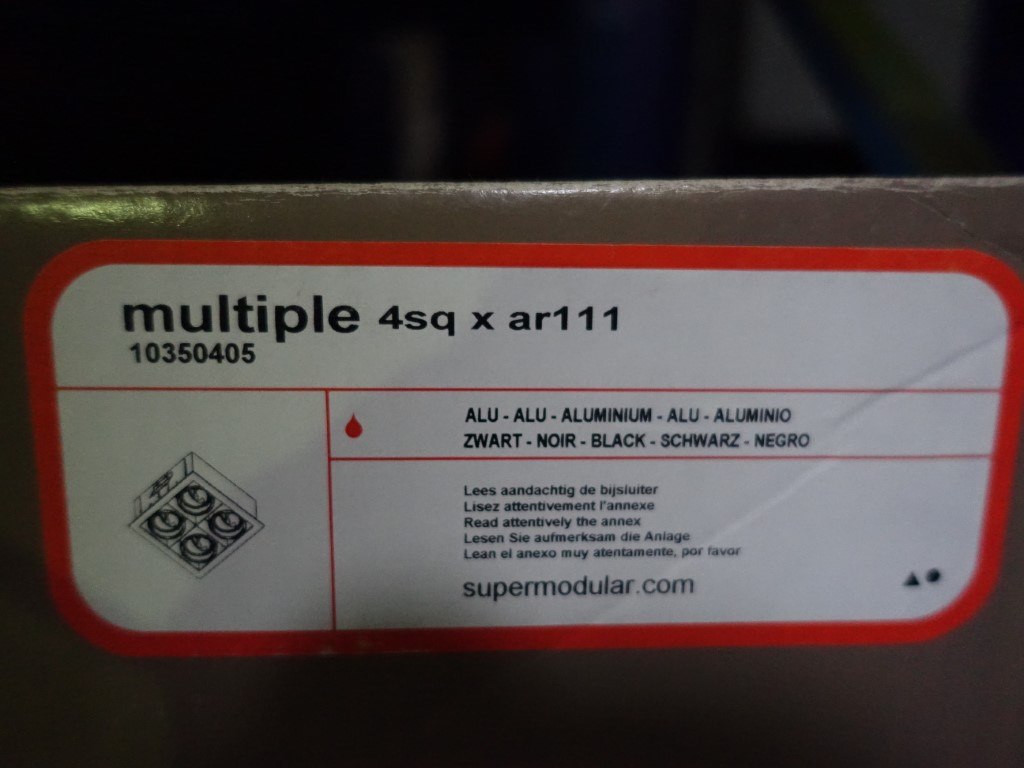 multiple 4sq x ar111
10350405
ALU - ALU - ALUMINIUM - ALU - ALUMINIO
ZWART - NOIR - BLACK - SCHWARZ - NEGRO
Lees aandachtig de bijsluiter
Lisez attentivement l'annexe
Read attentively the annex
Lesen Sie aufmerksam die Anlage
Lean el anexo muy atentamente, por favor
supermodular.com